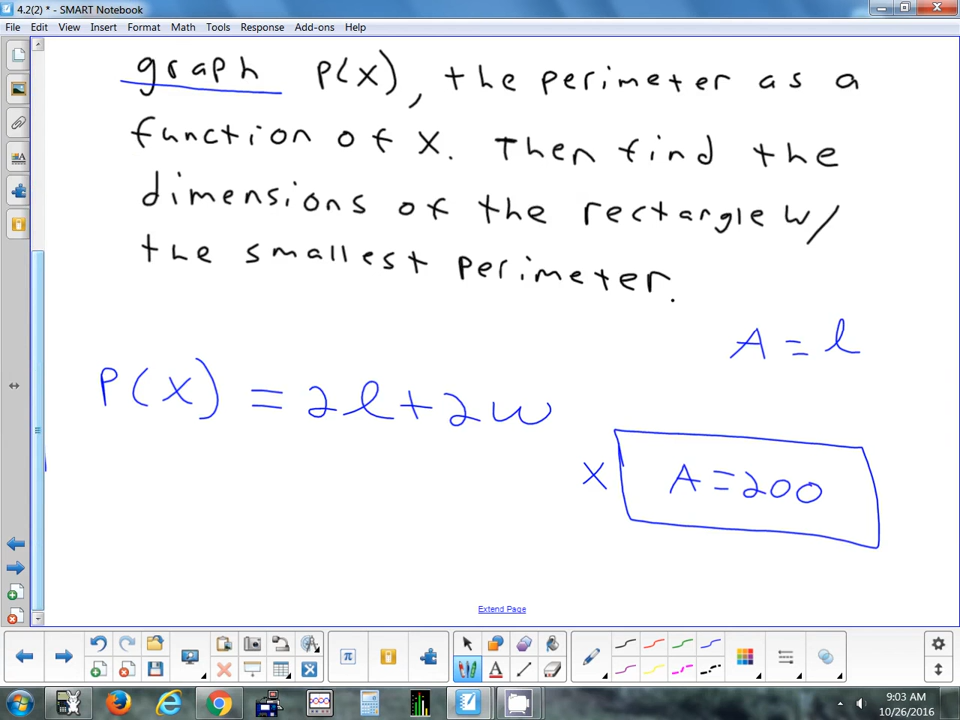 4.2(2) * - SMART Notebook
File Edit View Insert Format Math Tools Response Add-ons Help
graph P(x), the perimeter as a
function of x. Then find the
dimensions of the rectangle w/
the smallest perimeter.
A = l
P(x) = 2l+2w
x A=200
Extend Page
π
A
9:03 AM
10/26/2016